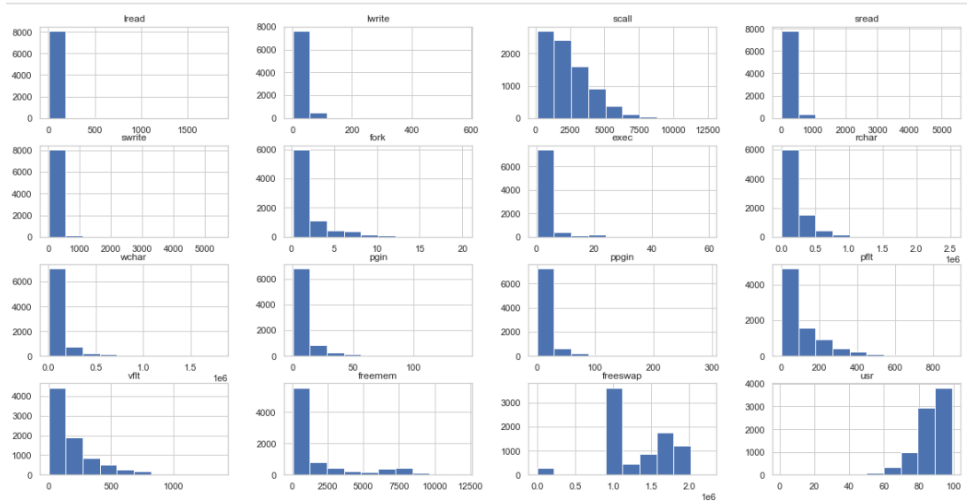 lread lwrite scall sread
8000 8000
6000 6000 2000 6000
4000 4000 4000
2000 2000 1000 2000
0 0 0 0
0 500 1000 1500 0 200 400 600 0 2500 5000 7500 10000 12500 0 1000 2000 3000 4000 5000
swrite fork exec rchar
8000 6000 6000
6000 4000 6000 4000
4000 4000
2000 2000 2000 2000
0 0 0 0
0 1000 2000 3000 4000 5000 0 5 10 15 20 0 20 40 60 0.0 0.5 1.0 1.5 2.0 2.5
1e6
wchar pgin ppgin pflt
6000 6000 6000 4000
4000 4000 4000
2000 2000 2000 2000
0 0 0 0
0.0 0.5 1.0 1.5 0 50 100 0 100 200 300 0 200 400 600 800
1e6
vflt freemem freeswap usr
4000 4000 3000 4000
3000 3000
2000 2000 2000 2000
1000 1000 1000
0 0 0 0
0 500 1000 0 2500 5000 7500 10000 12500 0.0 0.5 1.0 1.5 2.0 0 20 40 60 80 100
1e6